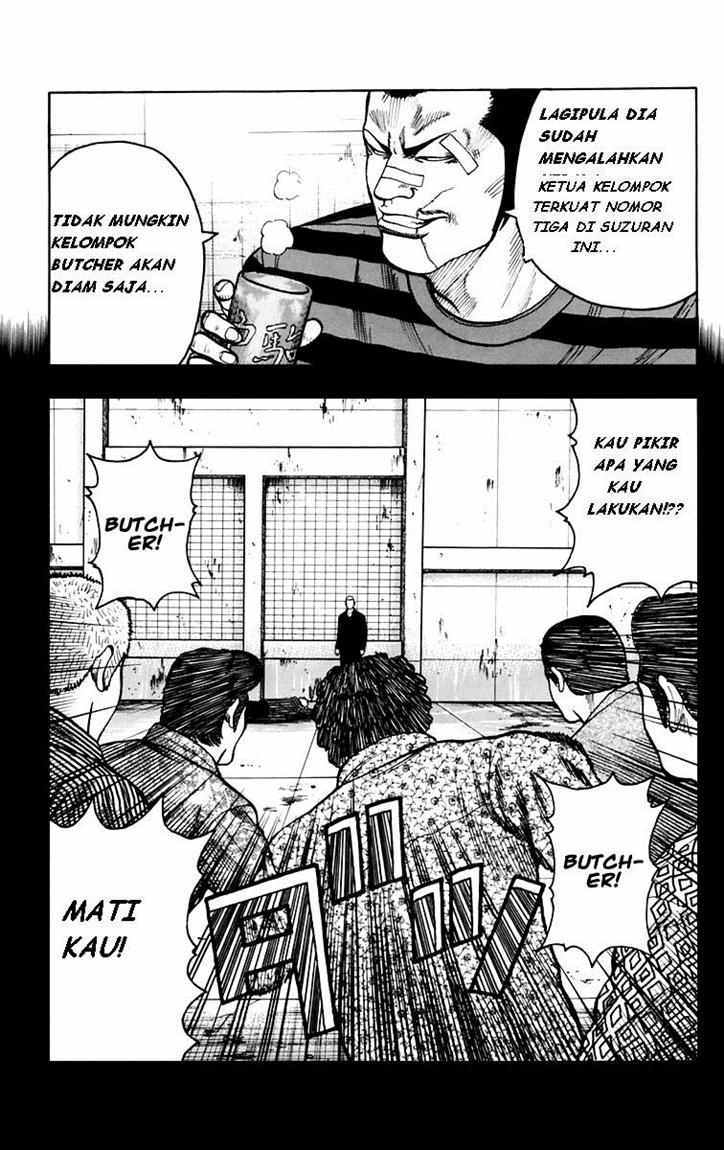 LAGIPULA DIA
SUDAH
MENGALAHKAN
KETUA KELOMPOK
TERKUAT NOMOR
TIGA DI SUZURAN
INI...
TIDAK MUNGKIN
KELOMPOK
BUTCHER AKAN
DIAM SAJA...
KAU PIKIR
APA YANG
KAU
LAKUKAN!??
BUTCH-
ER!
BUTCH-
ER!
MATI
KAU!